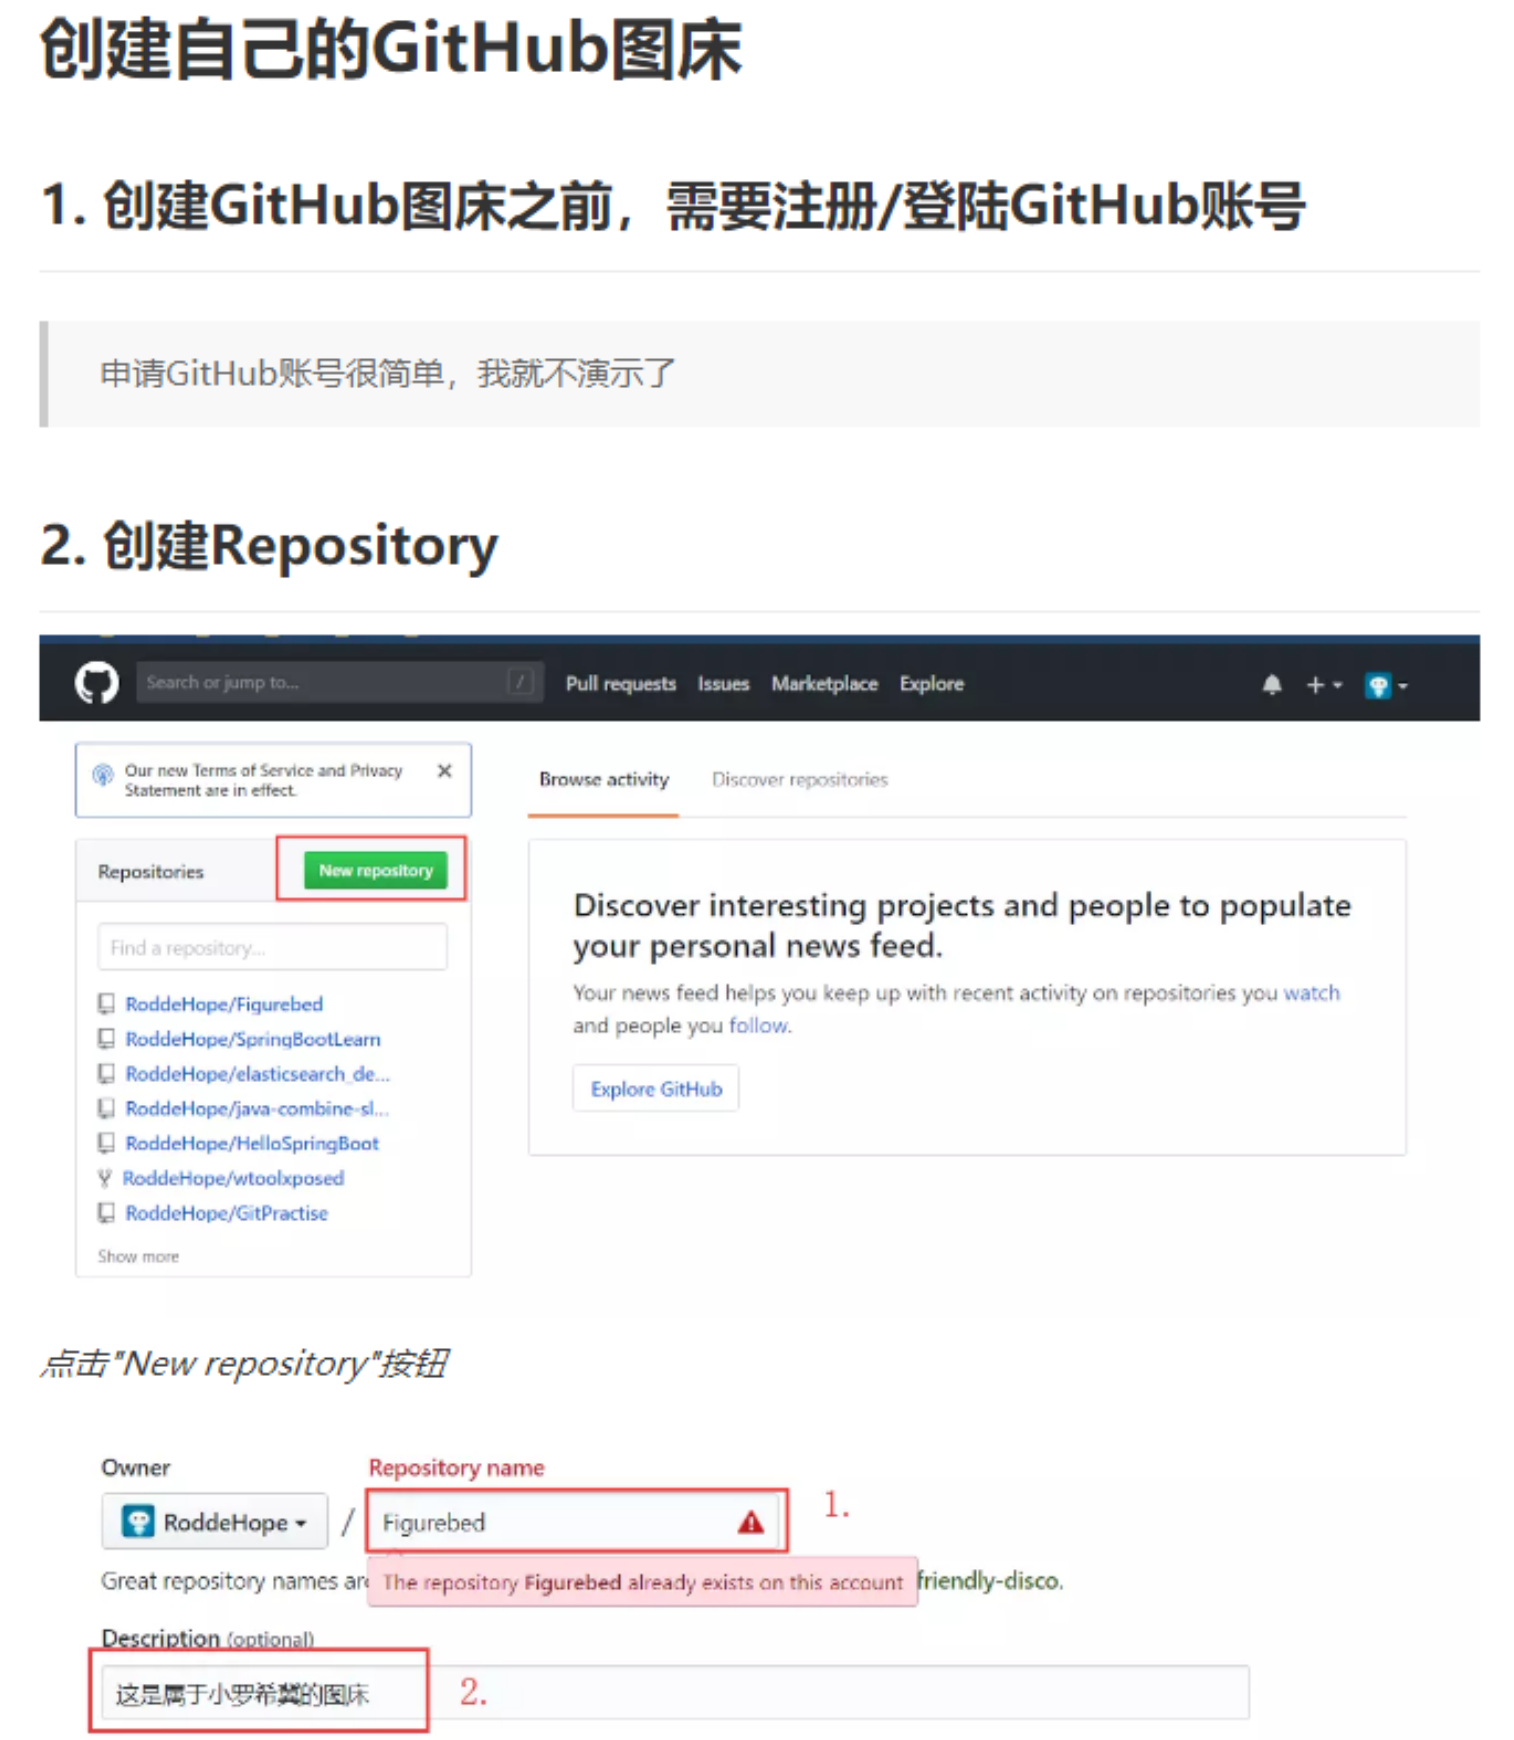 创建自己的GitHub图床
1. 创建GitHub图床之前，需要注册/登陆GitHub账号
申请GitHub账号很简单，我就不演示了
2. 创建Repository
Search or jump to...
/
Pull requests
Issues
Marketplace
Explore
Our new Terms of Service and Privacy
Statement are in effect.
Browse activity
Discover repositories
Repositories
New repository
Find a repository...
RoddeHope/Figurebed
RoddeHope/SpringBootLearn
RoddeHope/elasticsearch_de...
RoddeHope/java-combine-sl...
RoddeHope/HelloSpringBoot
RoddeHope/wtoolxposed
RoddeHope/GitPractise
Show more
Discover interesting projects and people to populate
your personal news feed.
Your news feed helps you keep up with recent activity on repositories you watch
and people you follow.
Explore GitHub
点击"New repository"按钮
Owner
Repository name
RoddeHope / Figurebed
1.
Great repository names are
The repository Figurebed already exists on this account
friendly-disco.
Description (optional)
这是属于小罗希冀的图床
2.